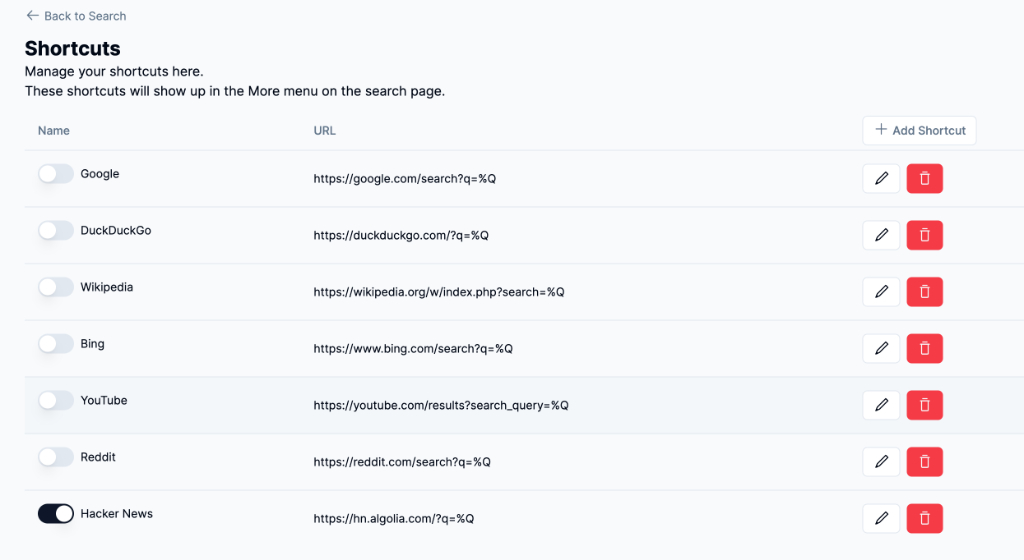 Back to Search
Shortcuts
Manage your shortcuts here.
These shortcuts will show up in the More menu on the search page.
Name URL Add Shortcut
Google https://google.com/search?q=%Q
DuckDuckGo https://duckduckgo.com/?q=%Q
Wikipedia https://wikipedia.org/w/index.php?search=%Q
Bing https://www.bing.com/search?q=%Q
YouTube https://youtube.com/results?search_query=%Q
Reddit https://reddit.com/search?q=%Q
Hacker News https://hn.algolia.com/?q=%Q